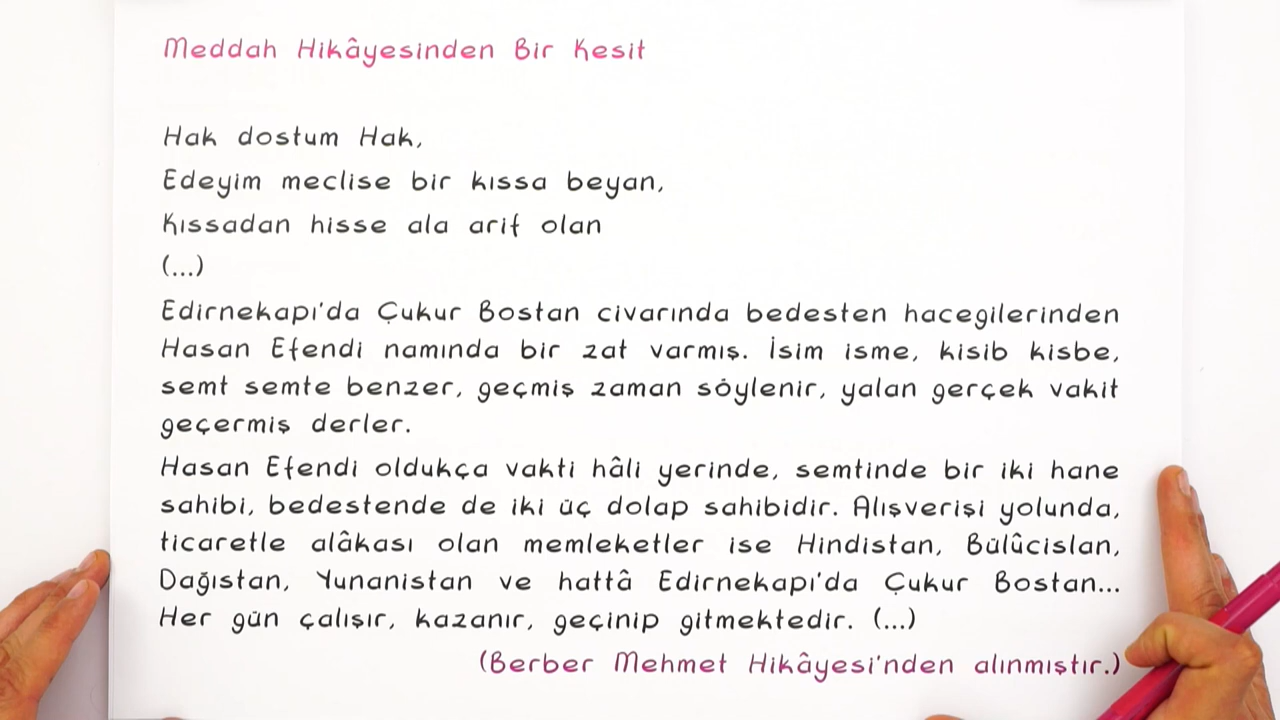 Meddah Hikâyesinden Bir Kesit
Hak dostum Hak,
Edeyim meclise bir kıssa beyan,
Kıssadan hisse ala arif olan
(...)
Edirnekapı'da Çukur Bostan civarında bedesten hacegilerinden
Hasan Efendi namında bir zat varmış. İsim isme, kisib kisbe,
semt semte benzer, geçmiş zaman söylenir, yalan gerçek vakit
geçermiş derler.
Hasan Efendi oldukça vakti hâli yerinde, semtinde bir iki hane
sahibi, bedestende de iki üç dolap sahibidir. Alışverişi yolunda,
ticaretle alâkası olan memleketler ise Hindistan, Bülûcislan,
Dağıstan, Yunanistan ve hattâ Edirnekapı'da Çukur Bostan...
Her gün çalışır, kazanır, geçinip gitmektedir. (...)
(Berber Mehmet Hikâyesi'nden alınmıştır.)